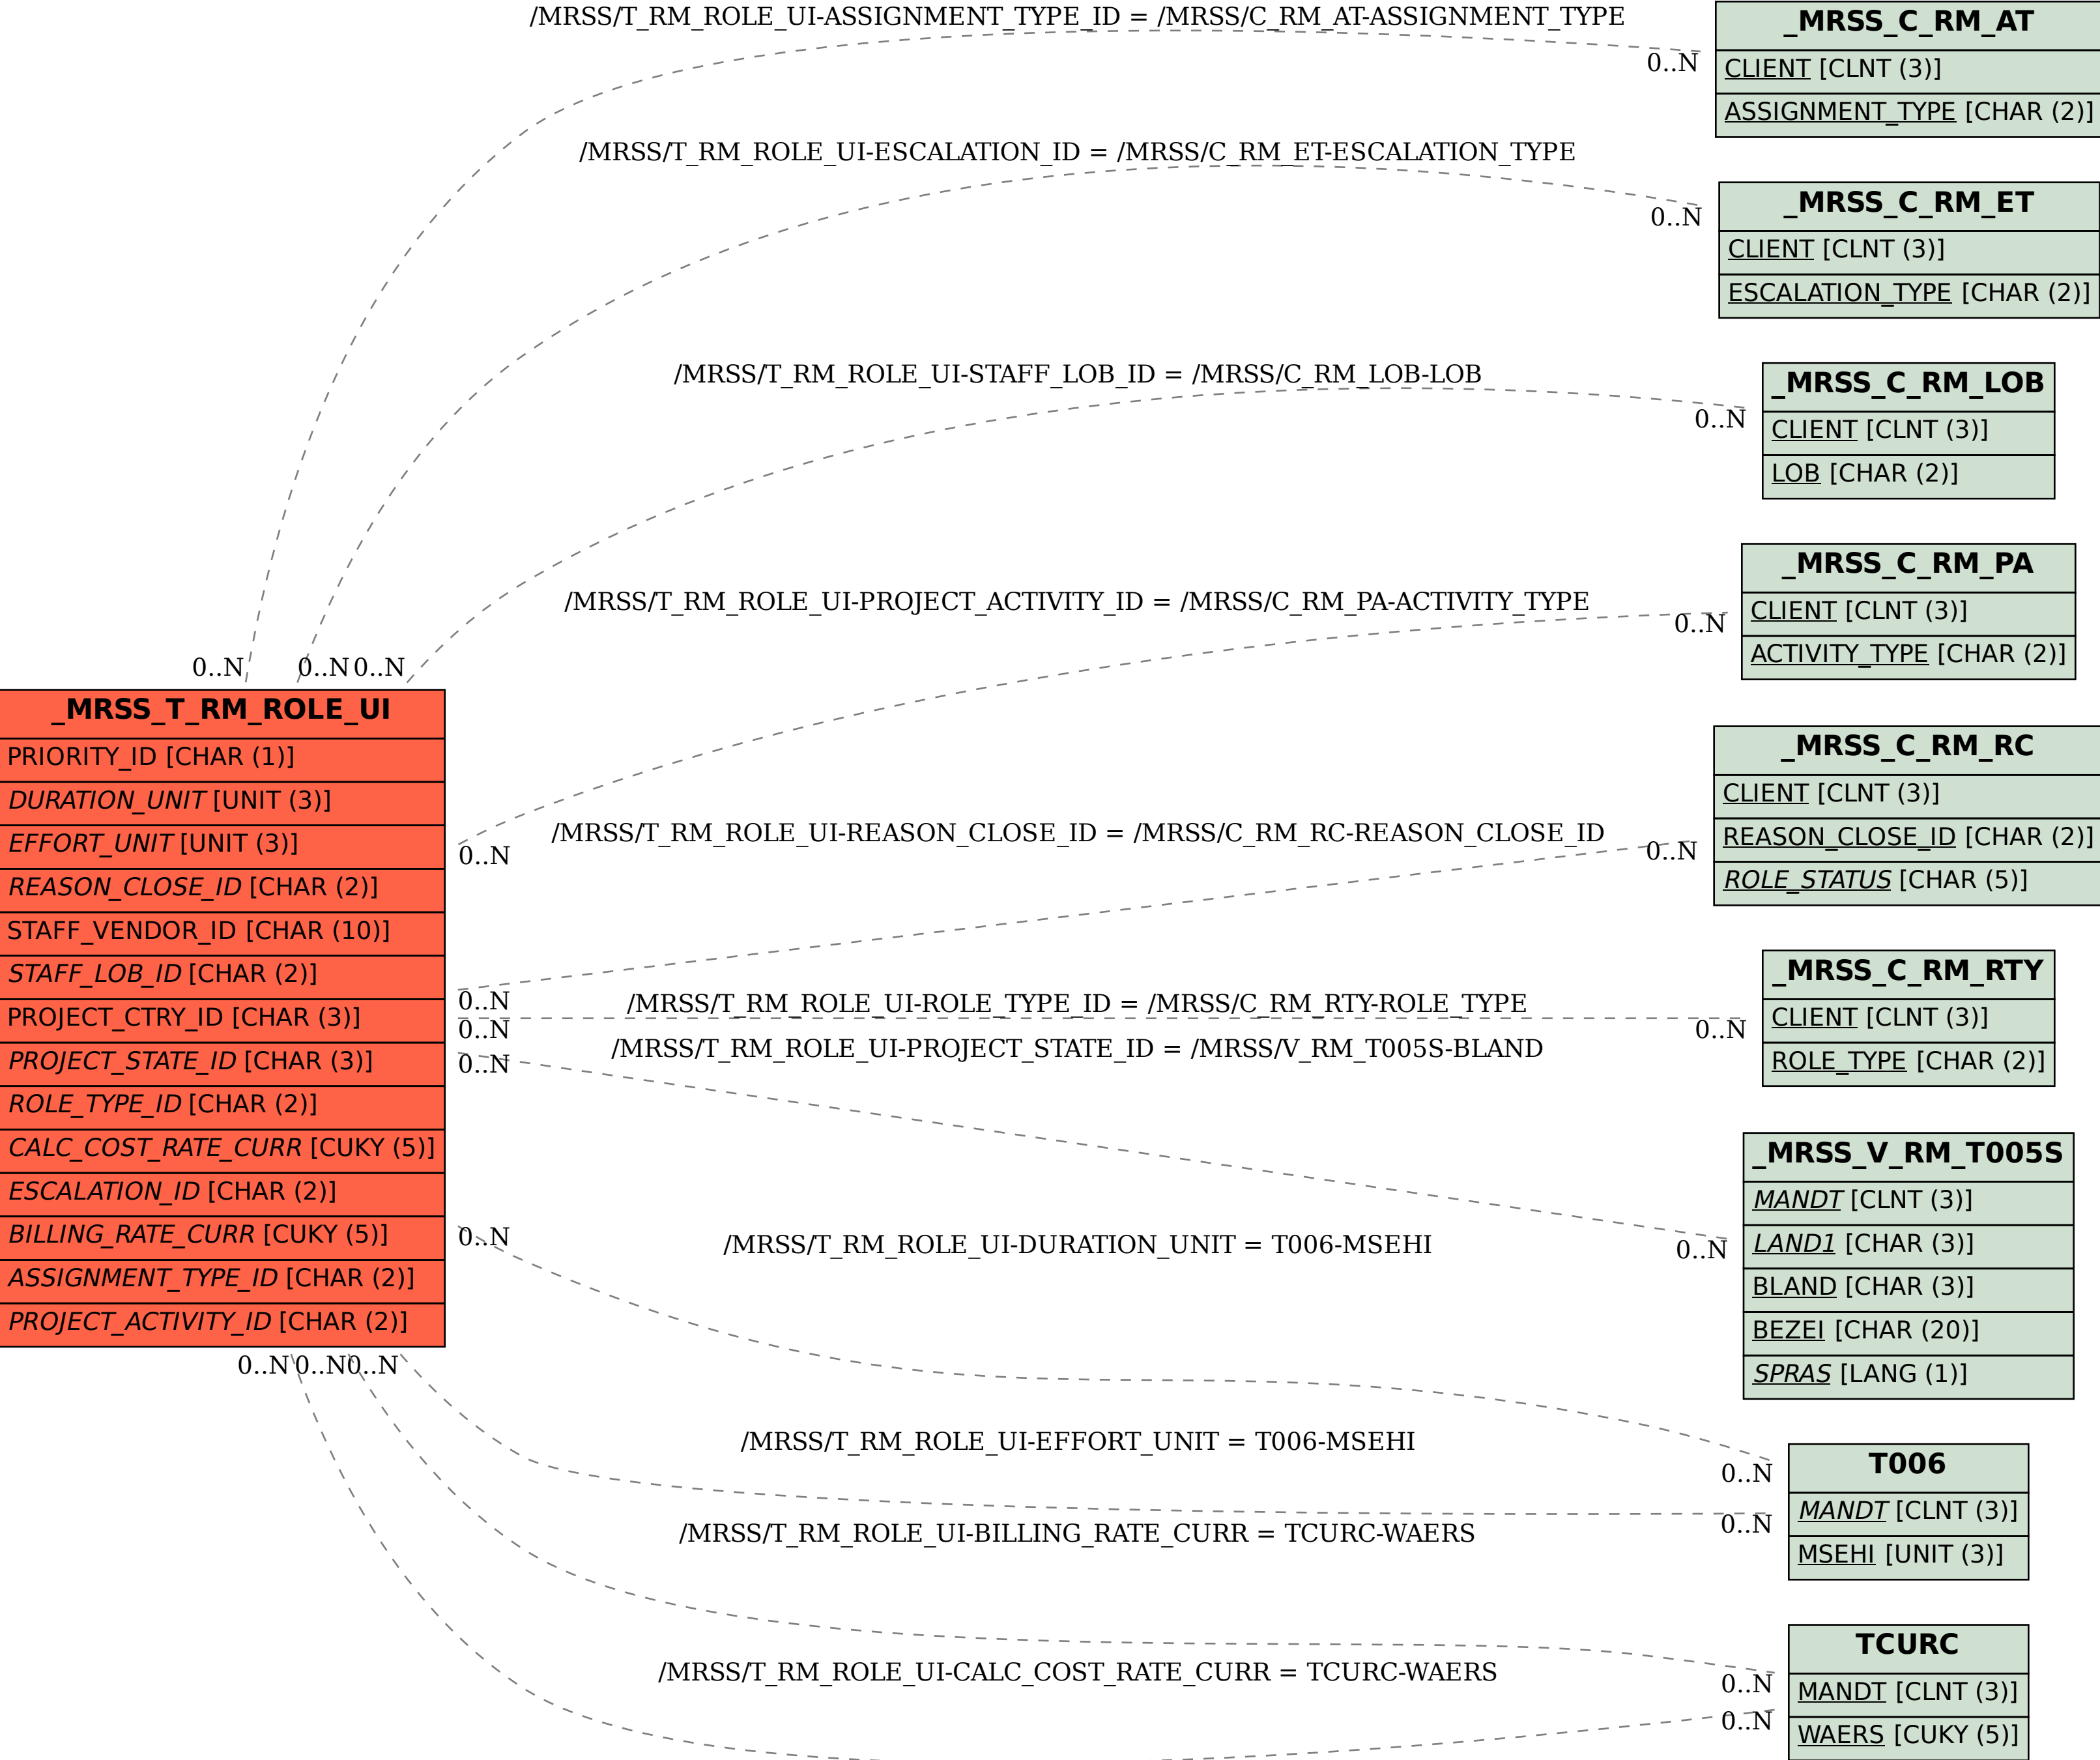 /MRSS/T_RM_ROLE_UI-ASSIGNMENT_TYPE_ID = /MRSS/C_RM_AT-ASSIGNMENT_TYPE
0..N
_MRSS_C_RM_AT
CLIENT [CLNT (3)]
ASSIGNMENT_TYPE [CHAR (2)]
/MRSS/T_RM_ROLE_UI-ESCALATION_ID = /MRSS/C_RM_ET-ESCALATION_TYPE
0..N
_MRSS_C_RM_ET
CLIENT [CLNT (3)]
ESCALATION_TYPE [CHAR (2)]
/MRSS/T_RM_ROLE_UI-STAFF_LOB_ID = /MRSS/C_RM_LOB-LOB
0..N
_MRSS_C_RM_LOB
CLIENT [CLNT (3)]
LOB [CHAR (2)]
/MRSS/T_RM_ROLE_UI-PROJECT_ACTIVITY_ID = /MRSS/C_RM_PA-ACTIVITY_TYPE
0..N
_MRSS_C_RM_PA
CLIENT [CLNT (3)]
ACTIVITY_TYPE [CHAR (2)]
0..N 0..N 0..N
_MRSS_T_RM_ROLE_UI
PRIORITY_ID [CHAR (1)]
DURATION_UNIT [UNIT (3)]
EFFORT_UNIT [UNIT (3)]
REASON_CLOSE_ID [CHAR (2)]
STAFF_VENDOR_ID [CHAR (10)]
STAFF_LOB_ID [CHAR (2)]
PROJECT_CTRY_ID [CHAR (3)]
PROJECT_STATE_ID [CHAR (3)]
ROLE_TYPE_ID [CHAR (2)]
CALC_COST_RATE_CURR [CUKY (5)]
ESCALATION_ID [CHAR (2)]
BILLING_RATE_CURR [CUKY (5)]
ASSIGNMENT_TYPE_ID [CHAR (2)]
PROJECT_ACTIVITY_ID [CHAR (2)]
0..N 0..N 0..N
0..N
/MRSS/T_RM_ROLE_UI-REASON_CLOSE_ID = /MRSS/C_RM_RC-REASON_CLOSE_ID
0..N
_MRSS_C_RM_RC
CLIENT [CLNT (3)]
REASON_CLOSE_ID [CHAR (2)]
ROLE_STATUS [CHAR (5)]
0..N
/MRSS/T_RM_ROLE_UI-ROLE_TYPE_ID = /MRSS/C_RM_RTY-ROLE_TYPE
0..N
0..N
_MRSS_C_RM_RTY
CLIENT [CLNT (3)]
ROLE_TYPE [CHAR (2)]
/MRSS/T_RM_ROLE_UI-PROJECT_STATE_ID = /MRSS/V_RM_T005S-BLAND
0..N
0..N
_MRSS_V_RM_T005S
MANDT [CLNT (3)]
LAND1 [CHAR (3)]
BLAND [CHAR (3)]
BEZEI [CHAR (20)]
SPRAS [LANG (1)]
0..N
/MRSS/T_RM_ROLE_UI-DURATION_UNIT = T006-MSEHI
/MRSS/T_RM_ROLE_UI-EFFORT_UNIT = T006-MSEHI
0..N
0..N
T006
MANDT [CLNT (3)]
MSEHI [UNIT (3)]
/MRSS/T_RM_ROLE_UI-BILLING_RATE_CURR = TCURC-WAERS
/MRSS/T_RM_ROLE_UI-CALC_COST_RATE_CURR = TCURC-WAERS
0..N
0..N
TCURC
MANDT [CLNT (3)]
WAERS [CUKY (5)]